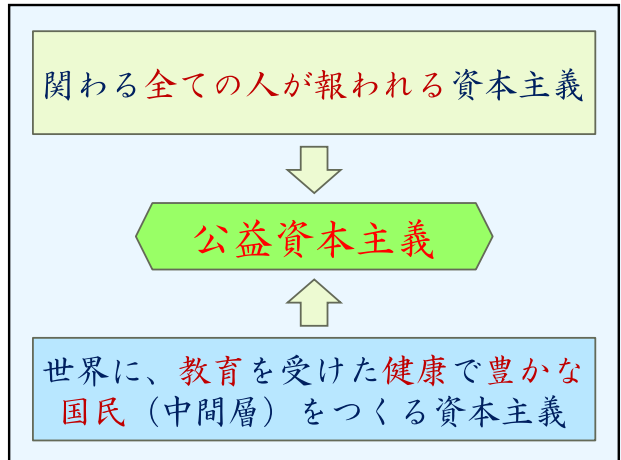 関わる全ての人が報われる資本主義
公益資本主義
世界に、教育を受けた健康で豊かな
国民（中間層）をつくる資本主義